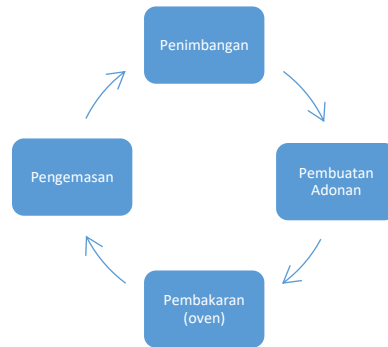 Penimbangan
Pembuatan
Adonan
Pembakaran
(oven)
Pengemasan